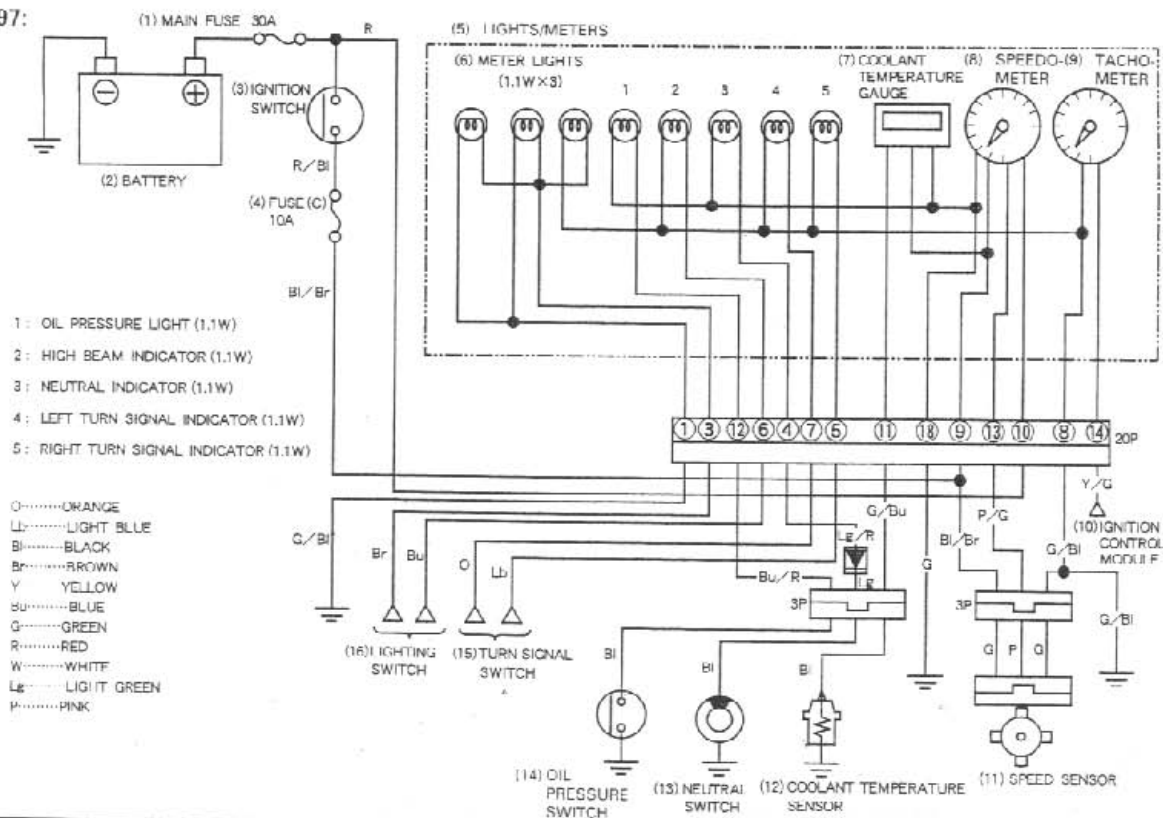 97:
(1) MAIN FUSE 30A
R
(5) LIGHTS/METERS
(6) METER LIGHTS
(1.1W×3)
1 2 3 4 5
(7) COOLANT
TEMPERATURE
GAUGE
(8) SPEEDO-
METER
(9) TACHO-
METER
(3) IGNITION
SWITCH
(2) BATTERY
R/Bl
(4) FUSE (C)
10A
Bl/Br
1 : OIL PRESSURE LIGHT (1.1W)
2 : HIGH BEAM INDICATOR (1.1W)
3 : NEUTRAL INDICATOR (1.1W)
4 : LEFT TURN SIGNAL INDICATOR (1.1W)
5 : RIGHT TURN SIGNAL INDICATOR (1.1W)
1 3 12 6 4 7 5 11 18 9 13 10 8 14 20P
O········ORANGE
Lb········LIGHT BLUE
Bl········BLACK
Br········BROWN
Y YELLOW
Bu········BLUE
G········GREEN
R········RED
W········WHITE
Lg········LIGHT GREEN
P········PINK
G/Bl
Br
Bu
O
Lb
Bu/R
Lg/R
Lg
G/Bu
G
Bl/Br
P/G
G/Bl
Y/G
(10) IGNITION
CONTROL
MODULE
3P
3P
G/Bl
G P G
(16) LIGHTING
SWITCH
(15) TURN SIGNAL
SWITCH
Bl
Bl
Bl
(14) OIL
PRESSURE
SWITCH
(13) NEUTRAL
SWITCH
(12) COOLANT TEMPERATURE
SENSOR
(11) SPEED SENSOR